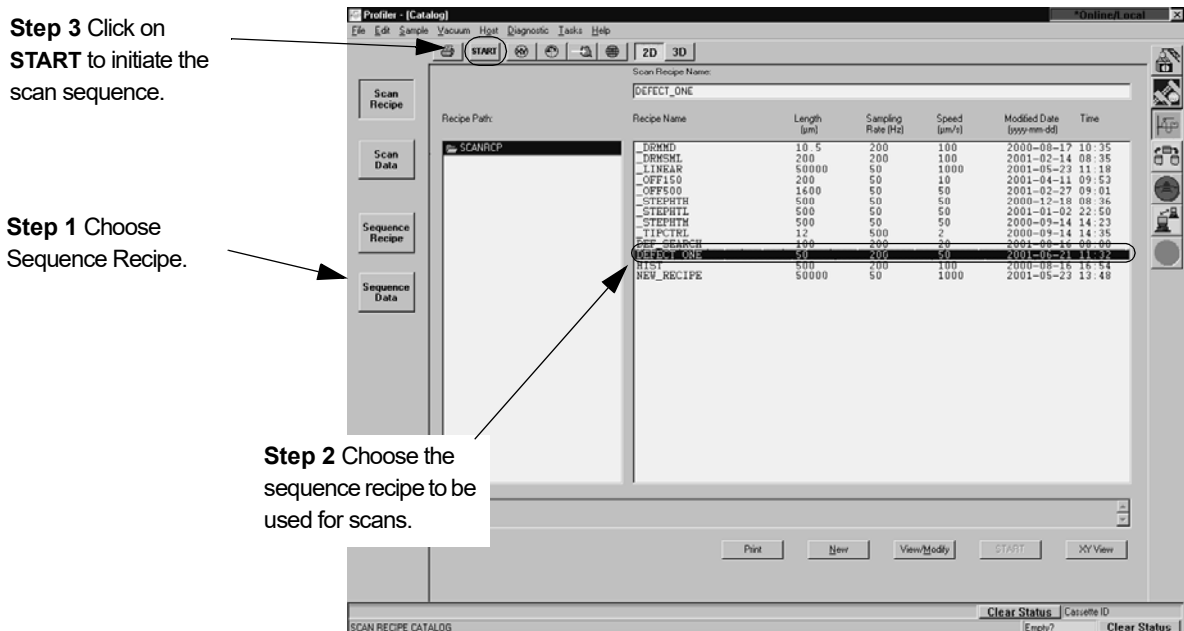 Step 3 Click on
START to initiate the
scan sequence.
Step 1 Choose
Sequence Recipe.
Step 2 Choose the
sequence recipe to be
used for scans.
Profiler - [Catalog]
*Online/Local
File Edit Sample Vacuum Host Diagnostic Tasks Help
START 2D 3D
Scan Recipe
Scan Data
Sequence Recipe
Sequence Data
Scan Recipe Name:
DEFECT_ONE
Recipe Path:
SCANRCP
Recipe Name Length (µm) Sampling Rate (Hz) Speed (µm/s) Modified Date (yyyy-mm-dd) Time
_DRMMD 10.5 200 100 2000-08-17 10:35
_DRMSML 200 200 100 2001-02-14 08:35
_LINEAR 50000 50 1000 2001-05-23 11:18
_OFF150 200 50 10 2001-04-11 09:53
_OFF500 1600 50 50 2001-02-27 09:01
_STEPHTH 500 50 50 2000-12-18 08:36
_STEPHTL 500 50 50 2001-01-02 22:50
_STEPHTM 500 50 50 2000-09-14 14:23
_TIPCTRL 12 500 2 2000-09-14 14:35
DEF_SEARCH 100 200 20 2001-08-16 08:00
DEFECT_ONE 50 200 50 2001-06-21 11:32
HIST 500 200 100 2000-08-16 16:54
NEW_RECIPE 50000 50 1000 2001-05-23 13:48
Print New View/Modify START XY View
Clear Status Cassette ID
SCAN RECIPE CATALOG Empty? Clear Status